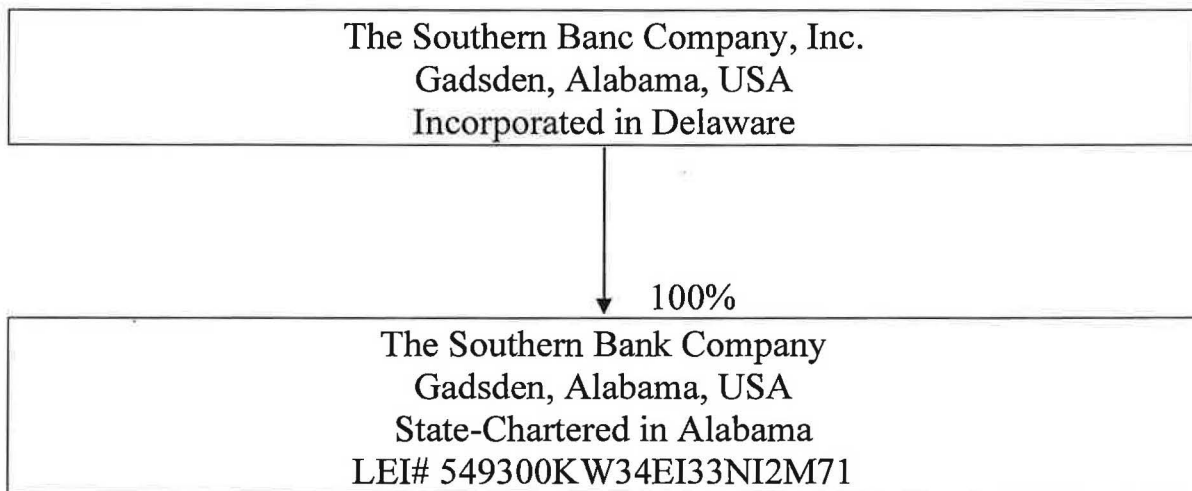 The Southern Banc Company, Inc.
Gadsden, Alabama, USA
Incorporated in Delaware
100%
The Southern Bank Company
Gadsden, Alabama, USA
State-Chartered in Alabama
LEI# 549300KW34EI33NI2M71